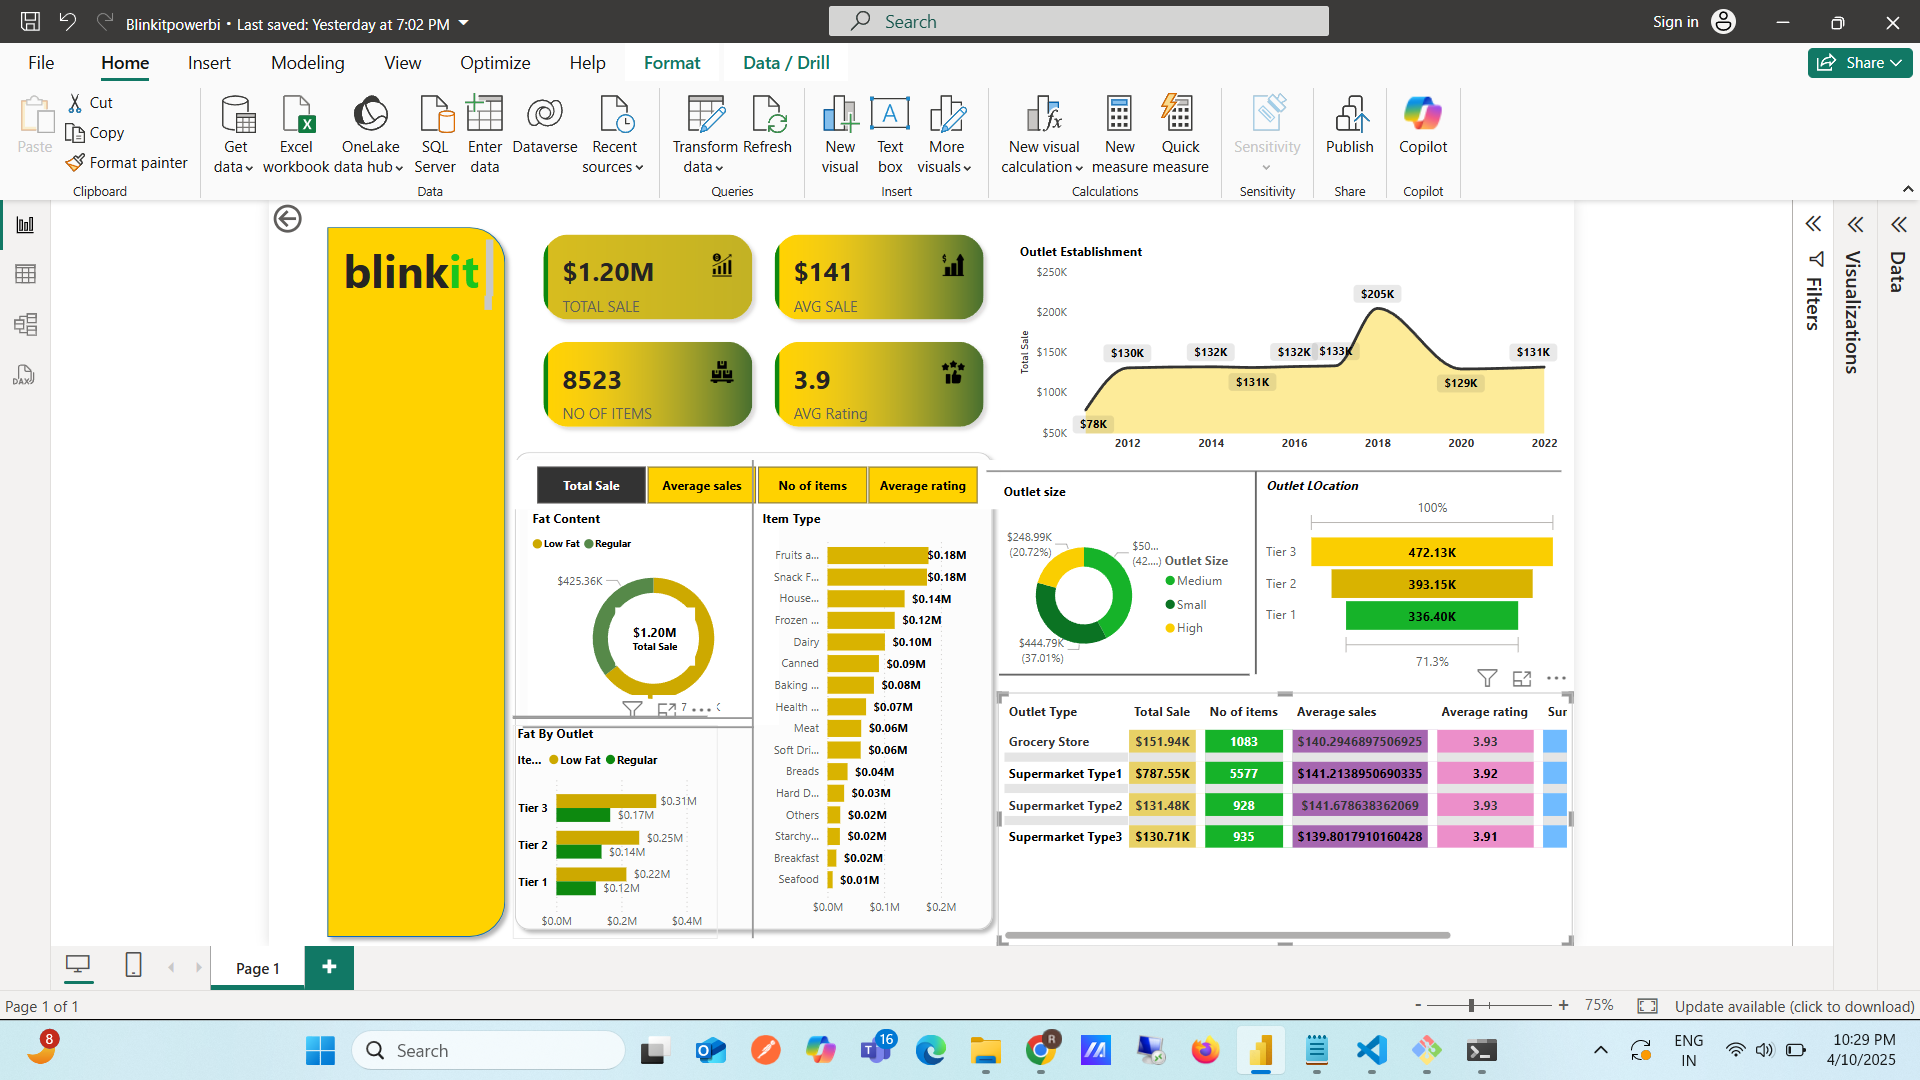 Blinkitpowerbi • Last saved: Yesterday at 7:02 PM
Search
Sign in
File Home Insert Modeling View Optimize Help Format Data / Drill
Share
Paste
Cut
Copy
Format painter
Clipboard
Get data
Excel workbook
OneLake data hub
SQL Server
Enter data
Dataverse
Recent sources
Data
Transform data
Refresh
Queries
New visual
Text box
More visuals
Insert
New visual calculation
New measure
Quick measure
Calculations
Sensitivity
Sensitivity
Publish
Share
Copilot
Copilot
DAX
blinkit
$1.20M
TOTAL SALE
$141
AVG SALE
8523
NO OF ITEMS
3.9
AVG Rating
Outlet Establishment
Total Sale
$250K
$200K
$150K
$100K
$50K
$78K
$130K
$132K
$131K
$132K
$133K
$205K
$129K
$131K
2012 2014 2016 2018 2020 2022
Total Sale Average sales No of items Average rating
Fat Content
Low Fat Regular
$425.36K
$1.20M
Total Sale
7 K
Fat By Outlet
Ite... Low Fat Regular
Tier 3 $0.31M
$0.17M
Tier 2 $0.25M
$0.14M
Tier 1 $0.22M
$0.12M
$0.0M $0.2M $0.4M
Item Type
Fruits a... $0.18M
Snack F... $0.18M
House... $0.14M
Frozen ... $0.12M
Dairy $0.10M
Canned $0.09M
Baking ... $0.08M
Health ... $0.07M
Meat $0.06M
Soft Dri... $0.06M
Breads $0.04M
Hard D... $0.03M
Others $0.02M
Starchy... $0.02M
Breakfast $0.02M
Seafood $0.01M
$0.0M $0.1M $0.2M
Outlet size
$248.99K
(20.72%)
$50...
(42....)
$444.79K
(37.01%)
Outlet Size
Medium
Small
High
Outlet LOcation
100%
Tier 3 472.13K
Tier 2 393.15K
Tier 1 336.40K
71.3%
Outlet Type Total Sale No of items Average sales Average rating Sur
Grocery Store $151.94K 1083 $140.2946897506925 3.93
Supermarket Type1 $787.55K 5577 $141.2138950690335 3.92
Supermarket Type2 $131.48K 928 $141.678638362069 3.93
Supermarket Type3 $130.71K 935 $139.8017910160428 3.91
Filters
Visualizations
Data
Page 1
Page 1 of 1
- + 75%
Update available (click to download)
8
Search
16
R
ENG
IN
10:29 PM
4/10/2025